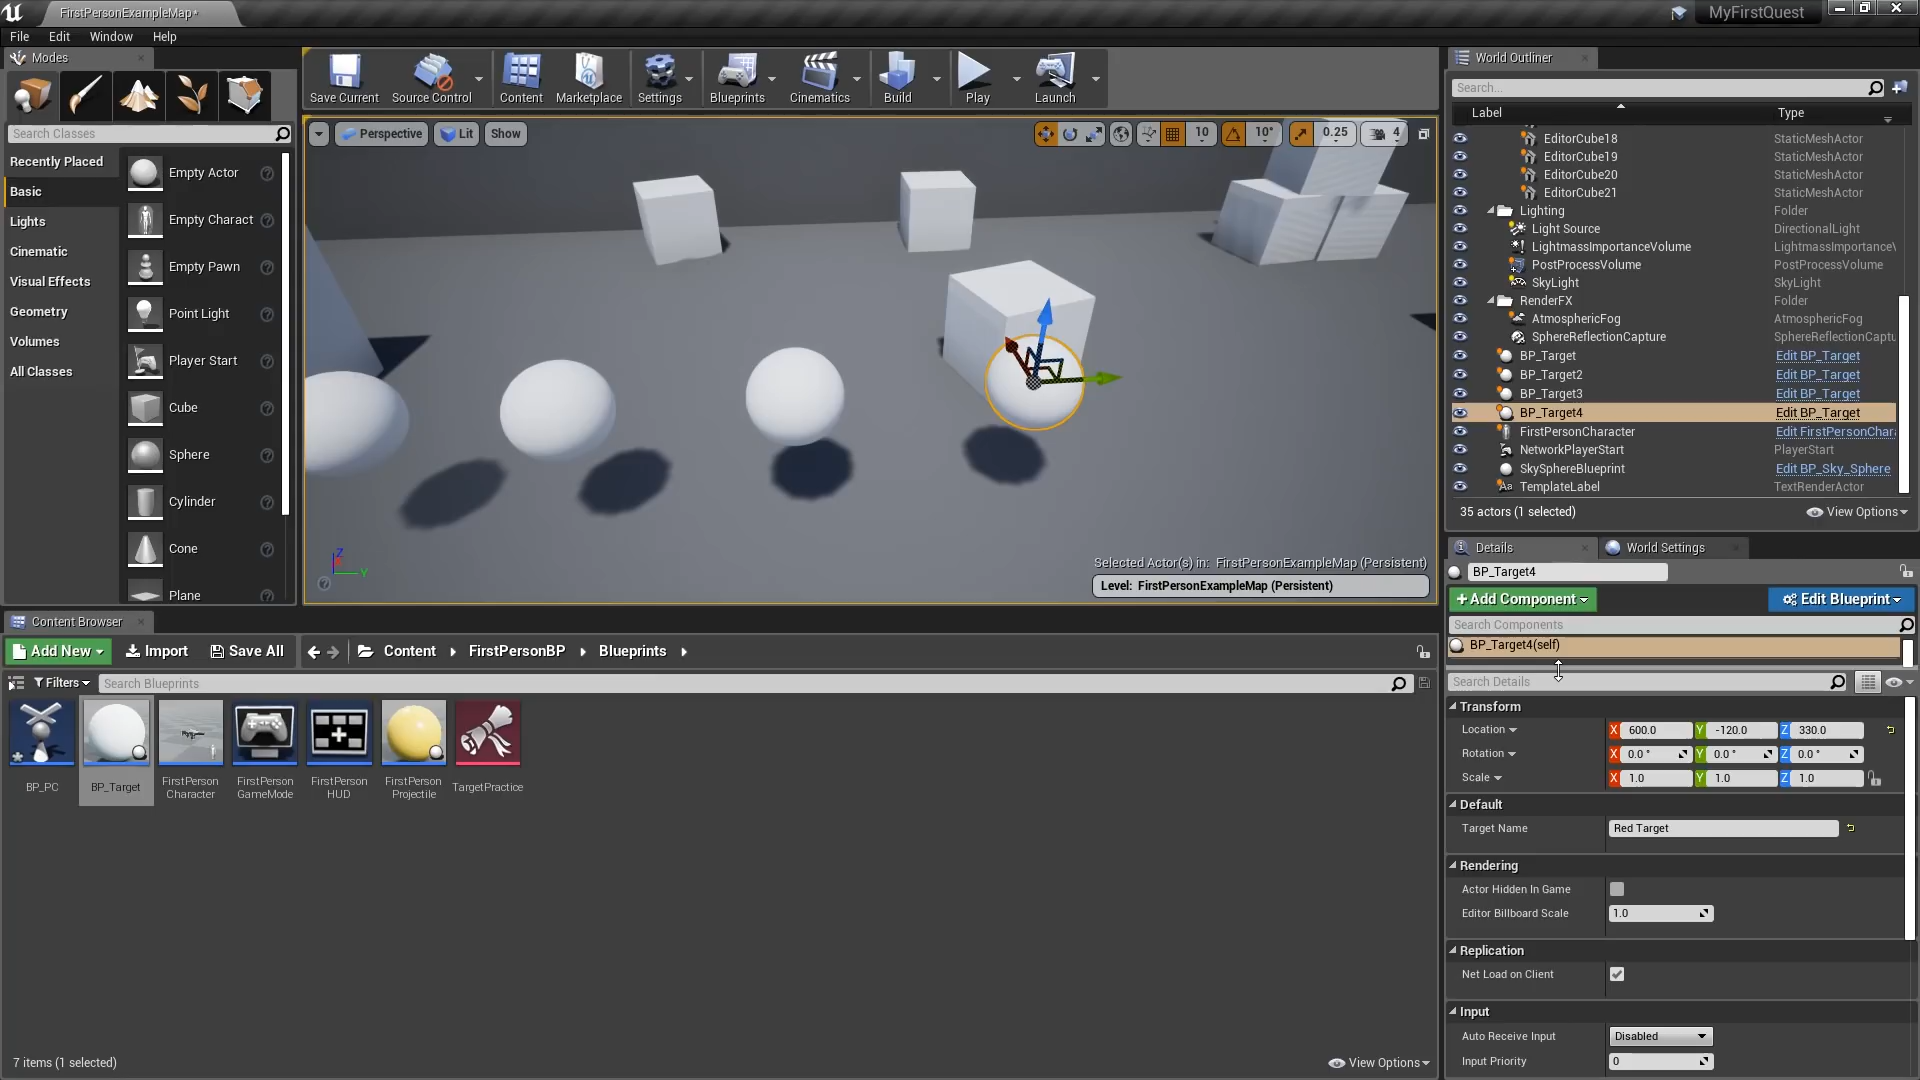 FirstPersonExampleMap*
MyFirstQuest
File Edit Window Help
Modes
Search Classes
Recently Placed
Basic
Lights
Cinematic
Visual Effects
Geometry
Volumes
All Classes
Empty Actor
Empty Charact
Empty Pawn
Point Light
Player Start
Cube
Sphere
Cylinder
Cone
Plane
Save Current
Source Control
Content
Marketplace
Settings
Blueprints
Cinematics
Build
Play
Launch
Perspective Lit Show
10 10° 0.25 4
Z
Y
Selected Actor(s) in: FirstPersonExampleMap (Persistent)
Level: FirstPersonExampleMap (Persistent)
World Outliner
Search...
Label Type
EditorCube18 StaticMeshActor
EditorCube19 StaticMeshActor
EditorCube20 StaticMeshActor
EditorCube21 StaticMeshActor
Lighting Folder
Light Source DirectionalLight
LightmassImportanceVolume LightmassImportanceV
PostProcessVolume PostProcessVolume
SkyLight SkyLight
RenderFX Folder
AtmosphericFog AtmosphericFog
SphereReflectionCapture SphereReflectionCaptu
BP_Target Edit BP_Target
BP_Target2 Edit BP_Target
BP_Target3 Edit BP_Target
BP_Target4 Edit BP_Target
FirstPersonCharacter Edit FirstPersonChar
NetworkPlayerStart PlayerStart
SkySphereBlueprint Edit BP_Sky_Sphere
TemplateLabel TextRenderActor
35 actors (1 selected) View Options
Details World Settings
BP_Target4
+Add Component Edit Blueprint
Search Components
BP_Target4(self)
Search Details
Transform
Location X 600.0 Y -120.0 Z 330.0
Rotation X 0.0 ° Y 0.0 ° Z 0.0 °
Scale X 1.0 Y 1.0 Z 1.0
Default
Target Name Red Target
Rendering
Actor Hidden In Game
Editor Billboard Scale 1.0
Replication
Net Load on Client
Input
Auto Receive Input Disabled
Input Priority 0
Content Browser
Add New Import Save All Content FirstPersonBP Blueprints
Filters Search Blueprints
BP_PC
BP_Target
FirstPerson
Character
FirstPerson
GameMode
FirstPerson
HUD
FirstPerson
Projectile
TargetPractice
7 items (1 selected) View Options